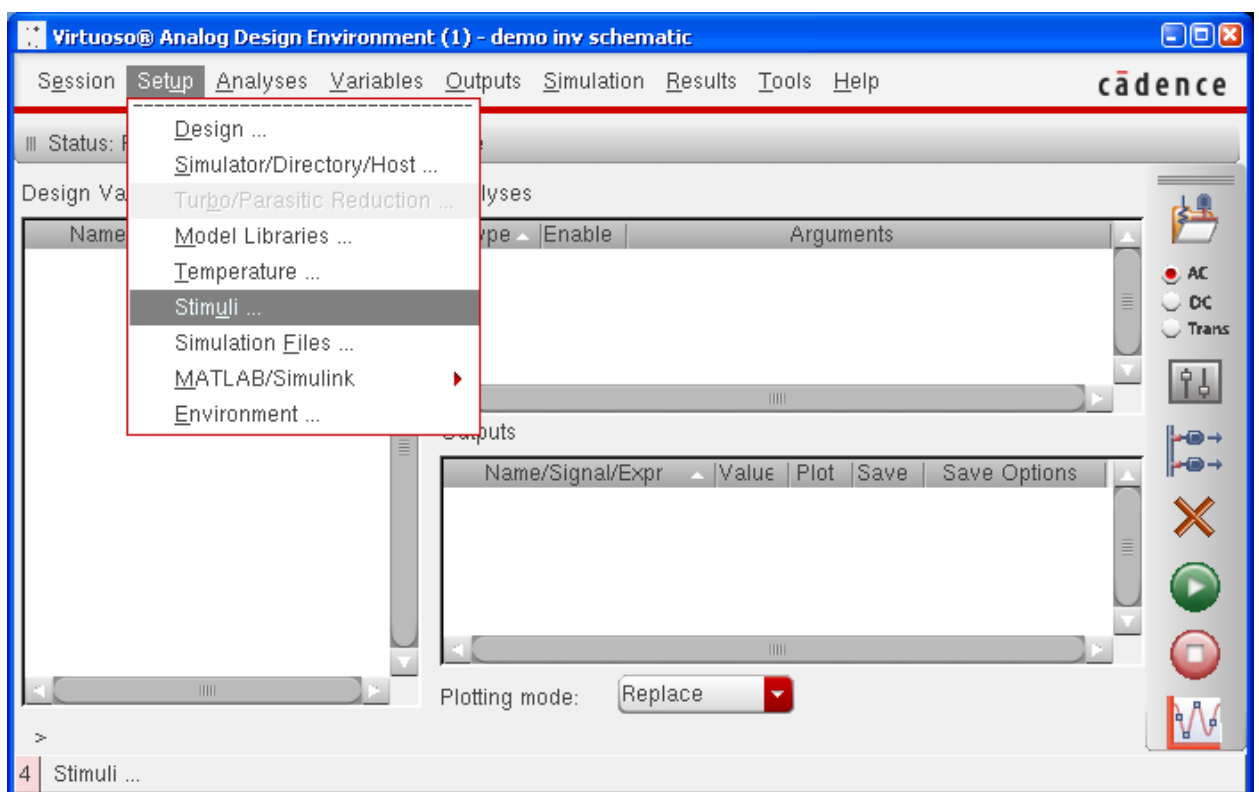 Virtuoso® Analog Design Environment (1) - demo inv schematic
Session Setup Analyses Variables Outputs Simulation Results Tools Help cādence
Status:
Design ...
Simulator/Directory/Host ...
Turbo/Parasitic Reduction ...
Model Libraries ...
Temperature ...
Stimuli ...
Simulation Files ...
MATLAB/Simulink
Environment ...
Design Va
lyses
Name
Enable Arguments
AC
DC
Trans
Outputs
Name/Signal/Expr Value Plot Save Save Options
Plotting mode: Replace
>
4 Stimuli ...